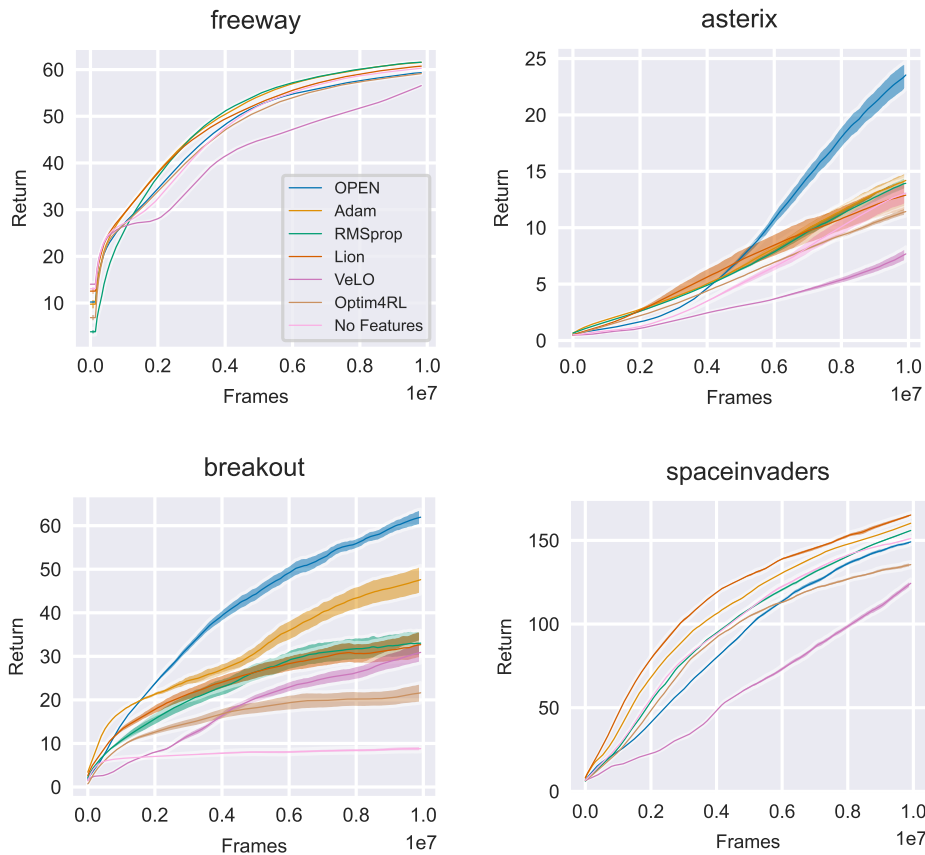 freeway
60
50
40
30
20
10
Return
OPEN
Adam
RMSprop
Lion
VeLO
Optim4RL
No Features
0.0 0.2 0.4 0.6 0.8 1.0
Frames
1e7
asterix
25
20
15
10
5
0
Return
0.0 0.2 0.4 0.6 0.8 1.0
Frames
1e7
breakout
60
50
40
30
20
10
0
Return
0.0 0.2 0.4 0.6 0.8 1.0
Frames
1e7
spaceinvaders
150
100
50
0
Return
0.0 0.2 0.4 0.6 0.8 1.0
Frames
1e7